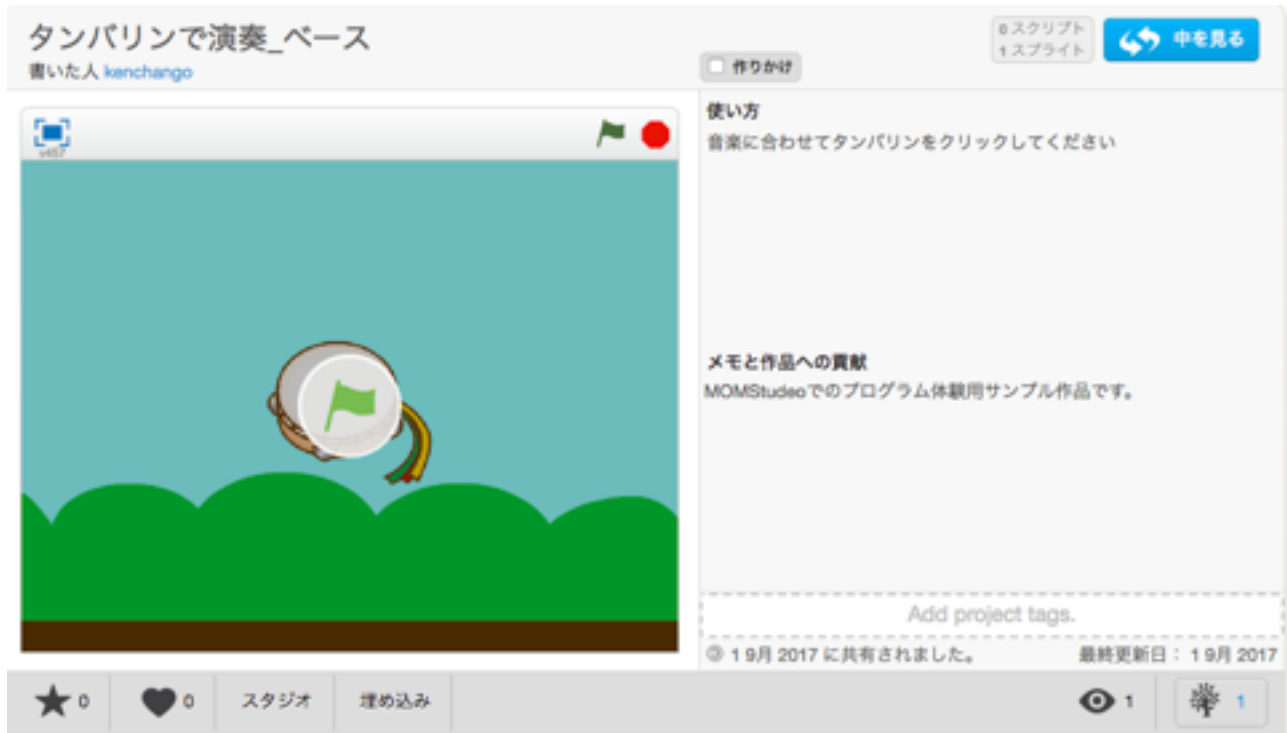 タンバリンで演奏_ベース
書いた人 kenchango
作りかけ
0 スクリプト
1 スプライト
中を見る
v457
使い方
音楽に合わせてタンバリンをクリックしてください
メモと作品への貢献
MOMStudeoでのプログラム体験用サンプル作品です。
Add project tags.
1 9月 2017 に共有されました。
最終更新日: 1 9月 2017
0
0
スタジオ
埋め込み
1
1